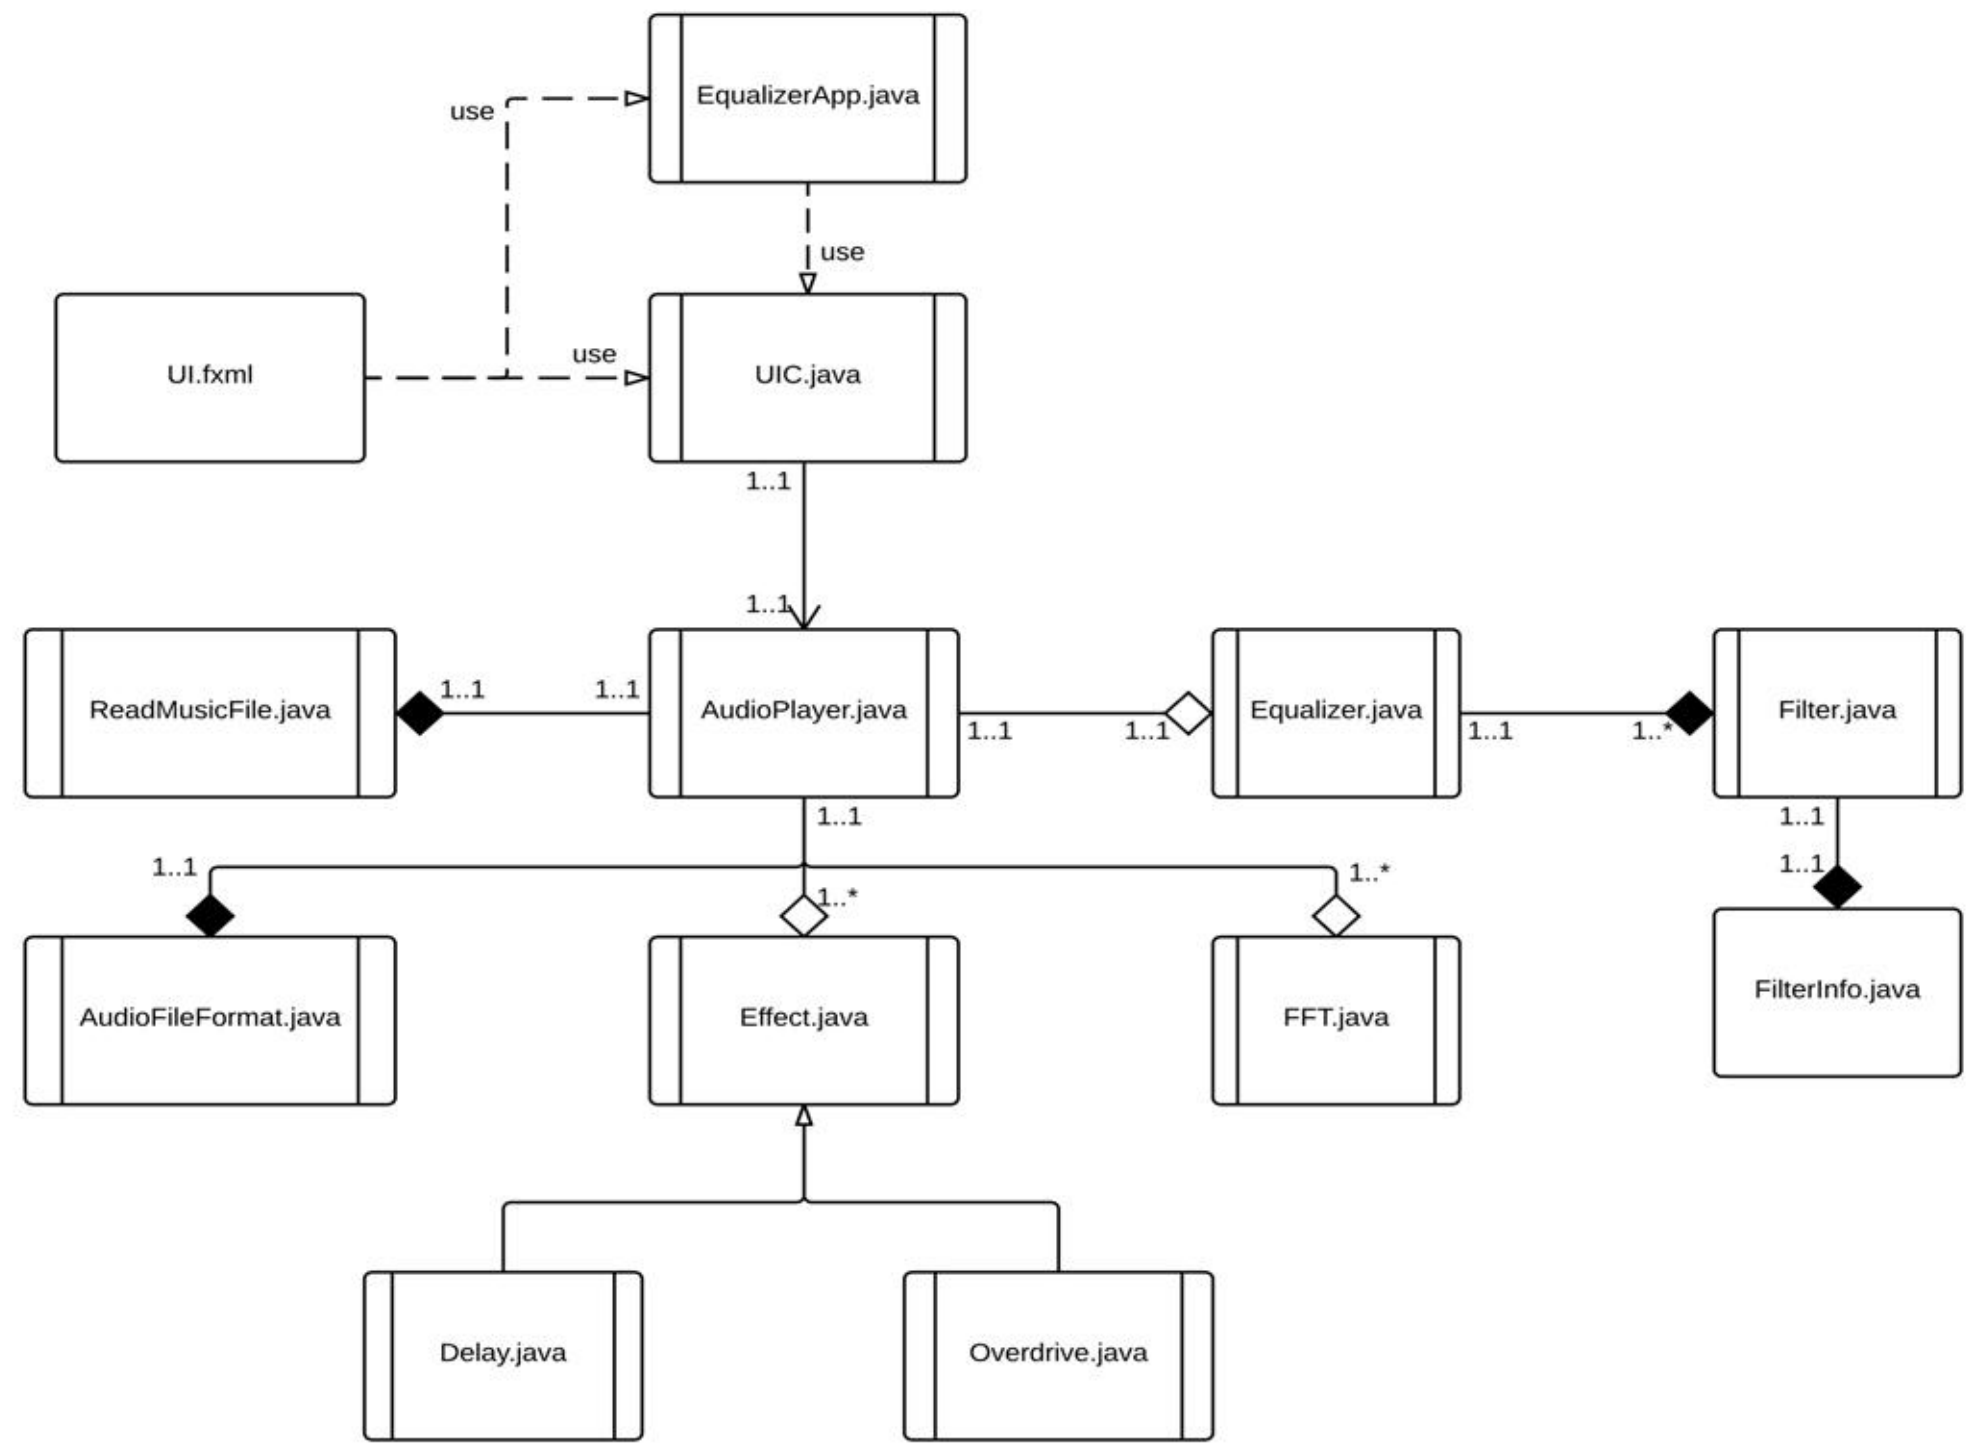 EqualizerApp.java
use
use
use
UI.fxml
UIC.java
1..1
1..1
ReadMusicFile.java
1..1
1..1
AudioPlayer.java
1..1
1..1
Equalizer.java
1..1
1..*
Filter.java
1..1
1..1
1..1
1..*
1..*
1..1
AudioFileFormat.java
Effect.java
FFT.java
FilterInfo.java
Delay.java
Overdrive.java